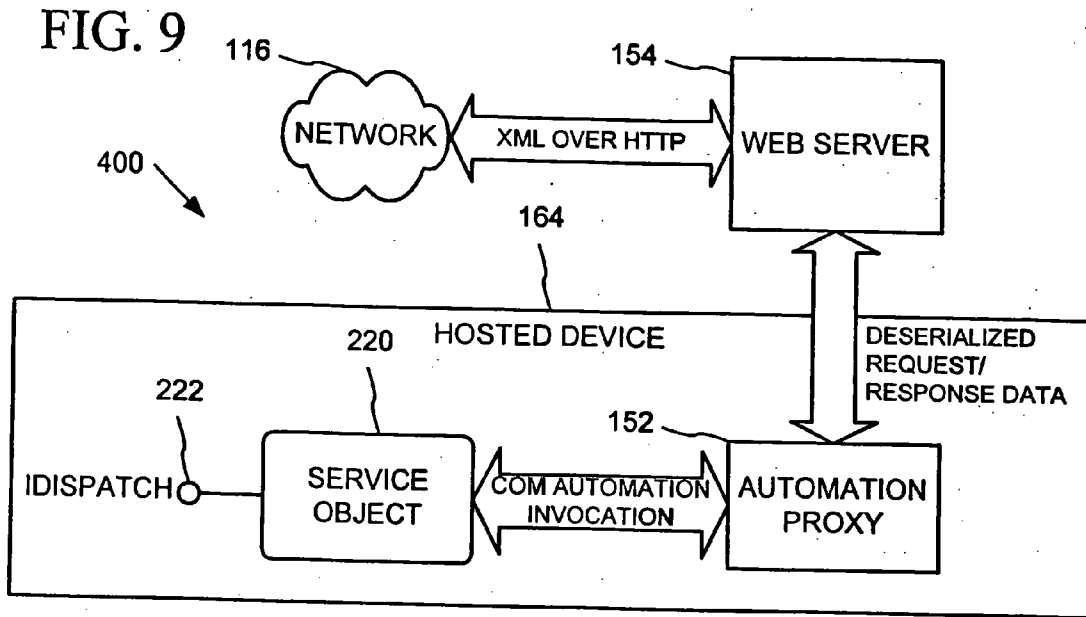 FIG. 9
116
154
NETWORK
XML OVER HTTP
WEB SERVER
400
164
HOSTED DEVICE
DESERIALIZED
REQUEST/
RESPONSE DATA
220
222
152
IDISPATCH
SERVICE
OBJECT
COM AUTOMATION
INVOCATION
AUTOMATION
PROXY